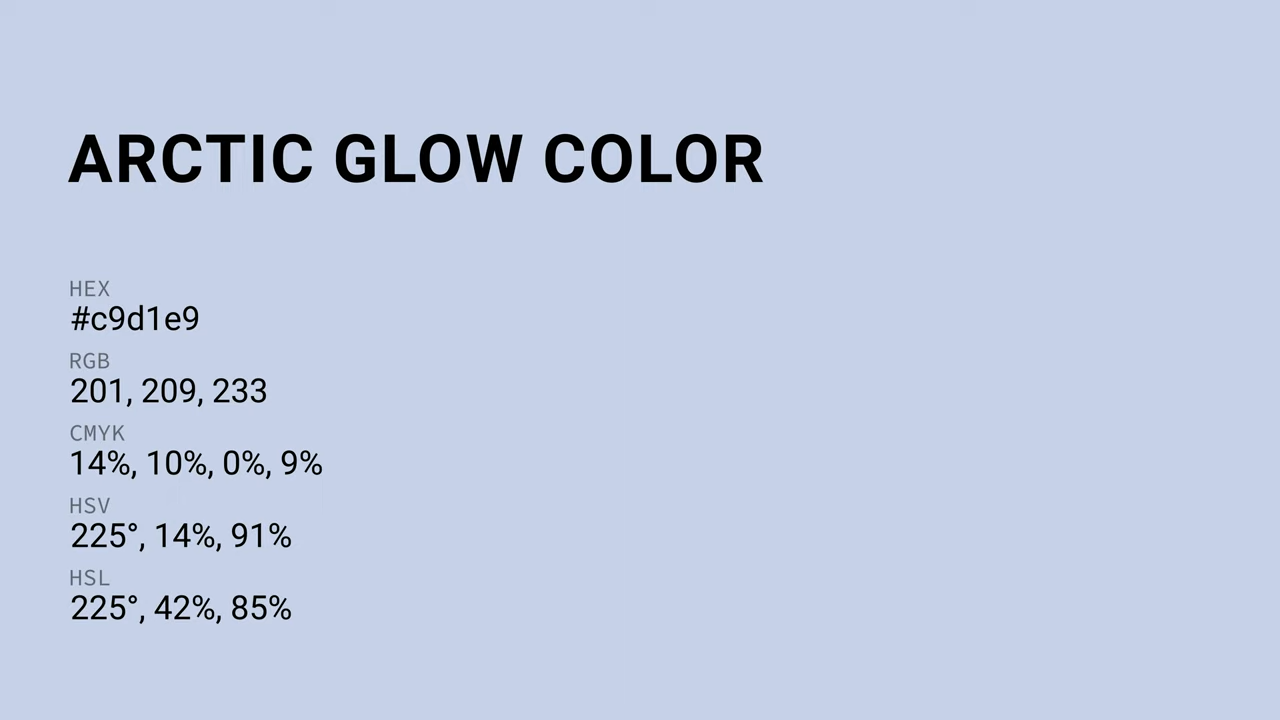 ARCTIC GLOW COLOR
HEX
#c9d1e9
RGB
201, 209, 233
CMYK
14%, 10%, 0%, 9%
HSV
225°, 14%, 91%
HSL
225°, 42%, 85%